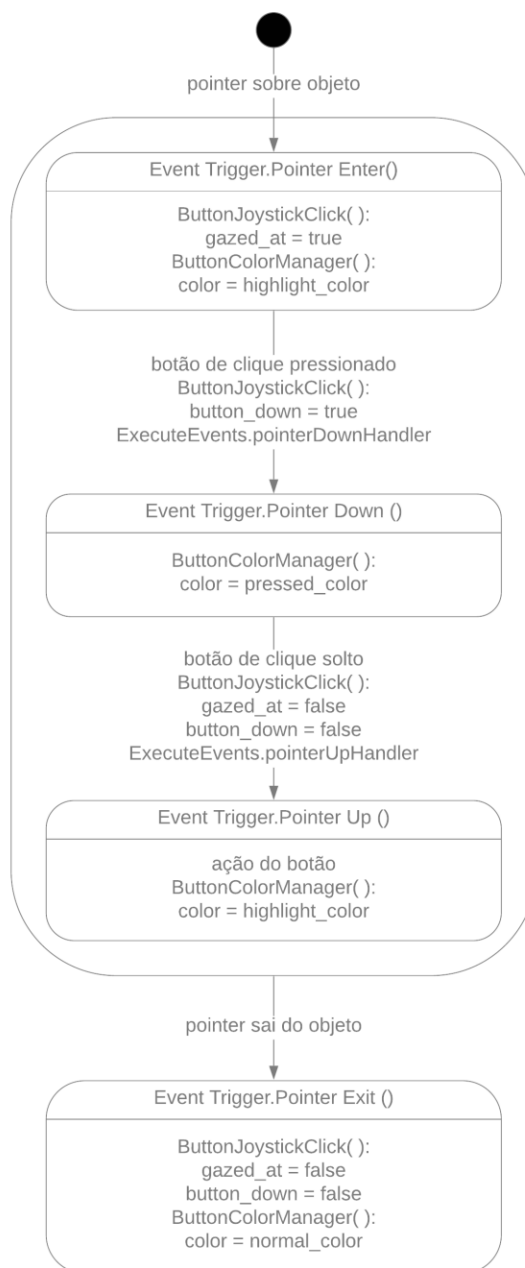 pointer sobre objeto
Event Trigger.Pointer Enter()
ButtonJoystickClick( ):
gazed_at = true
ButtonColorManager( ):
color = highlight_color
botão de clique pressionado
ButtonJoystickClick( ):
button_down = true
ExecuteEvents.pointerDownHandler
Event Trigger.Pointer Down ()
ButtonColorManager( ):
color = pressed_color
botão de clique solto
ButtonJoystickClick( ):
gazed_at = false
button_down = false
ExecuteEvents.pointerUpHandler
Event Trigger.Pointer Up ()
ação do botão
ButtonColorManager( ):
color = highlight_color
pointer sai do objeto
Event Trigger.Pointer Exit ()
ButtonJoystickClick( ):
gazed_at = false
button_down = false
ButtonColorManager( ):
color = normal_color